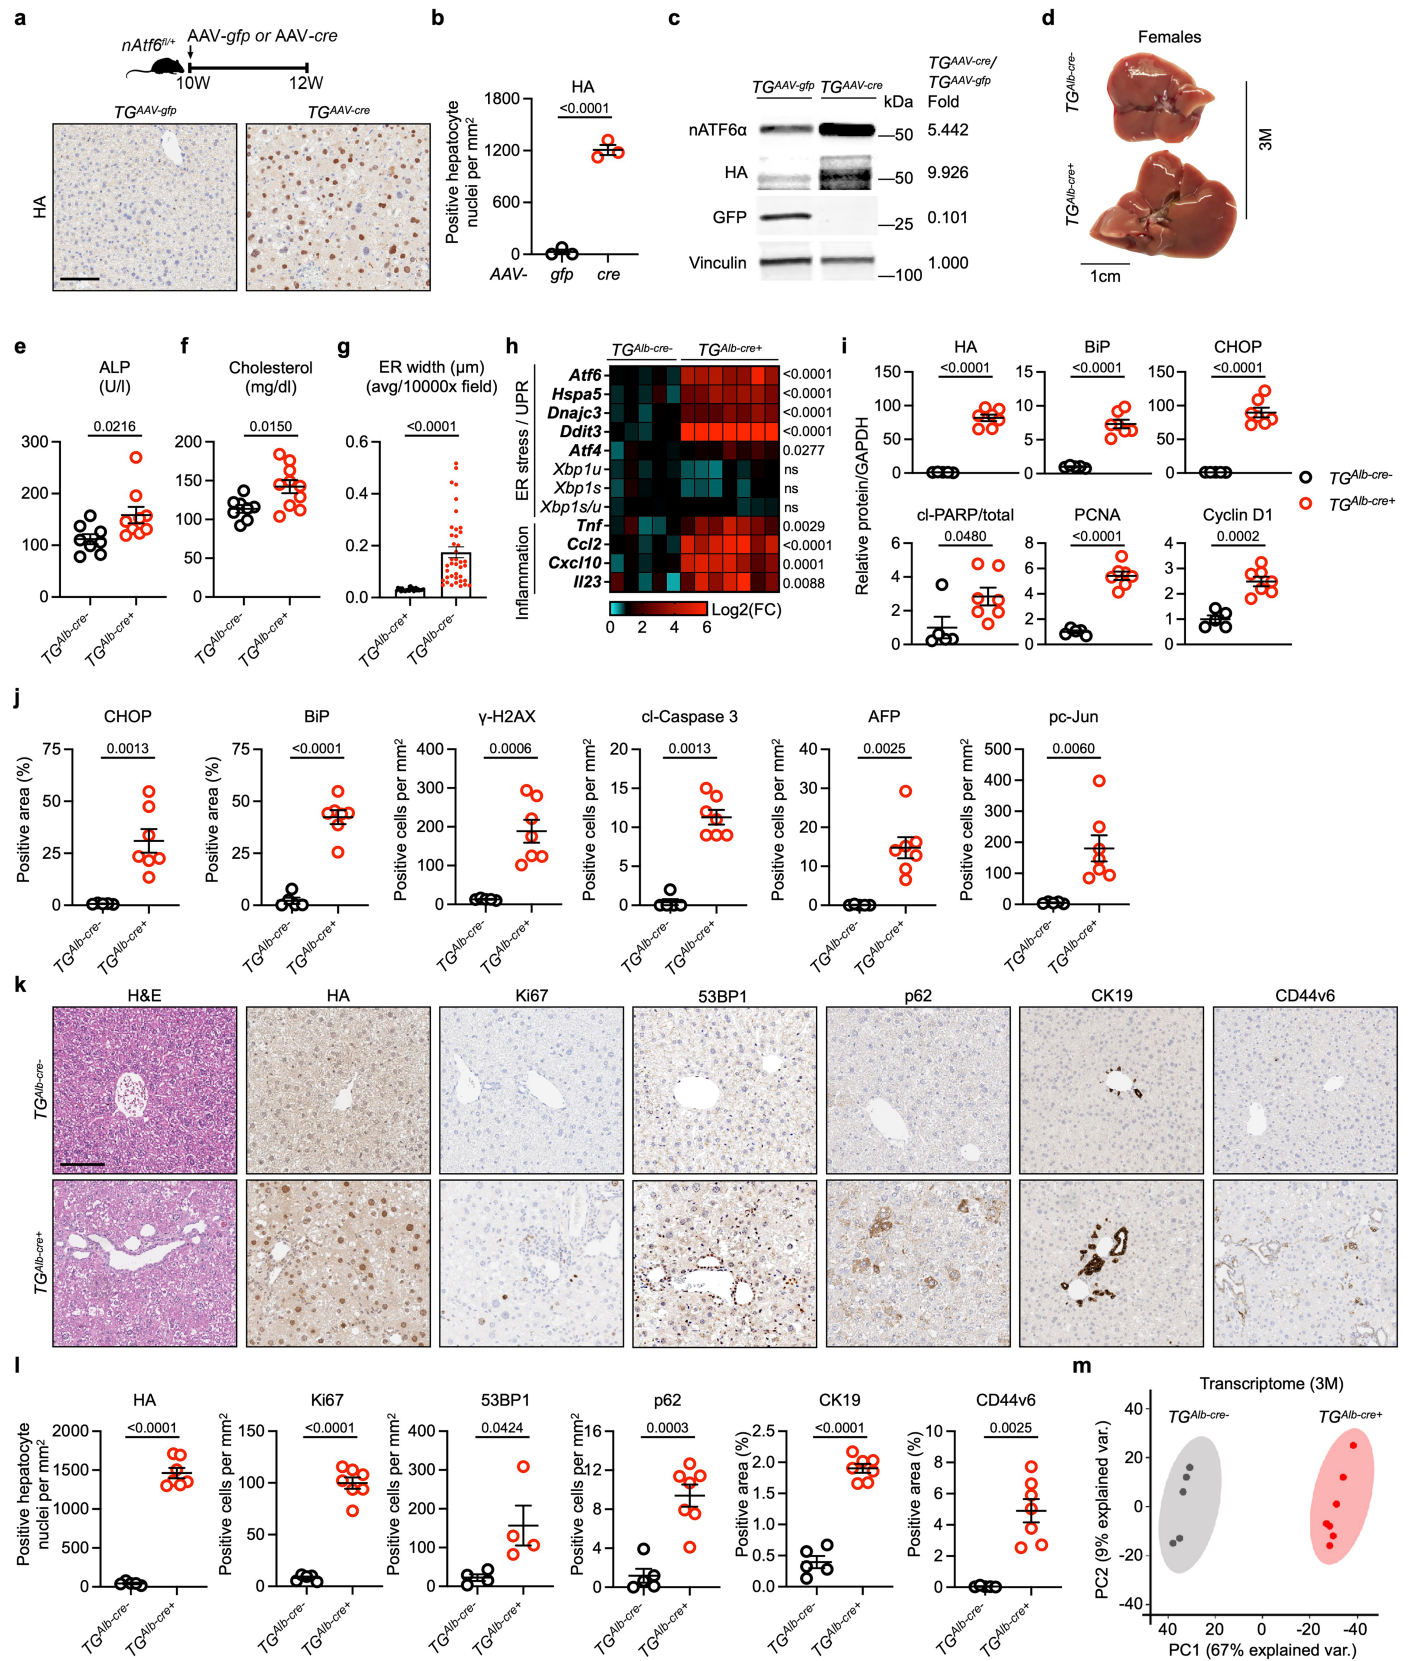 a
nAtf6fl/+
AAV-gfp or AAV-cre
10W 12W
TGAAV-gfp TGAAV-cre
HA
b
HA
<0.0001
Positive hepatocyte
nuclei per mm2
1800
1200
600
0
AAV- gfp cre
c
TGAAV-gfp TGAAV-cre
TGAAV-cre/
TGAAV-gfp
kDa Fold
nATF6α —50 5.442
HA —50 9.926
GFP —25 0.101
Vinculin —100 1.000
d
Females
TGAlb-cre-
TGAlb-cre+
3M
1cm
e
ALP
(U/l)
0.0216
300
200
100
0
TGAlb-cre- TGAlb-cre+
f
Cholesterol
(mg/dl)
0.0150
200
150
100
50
0
TGAlb-cre- TGAlb-cre+
g
ER width (μm)
(avg/10000x field)
<0.0001
0.6
0.4
0.2
0.0
TGAlb-cre+ TGAlb-cre-
h
TGAlb-cre- TGAlb-cre+
ER stress / UPR
Atf6 <0.0001
Hspa5 <0.0001
Dnajc3 <0.0001
Ddit3 <0.0001
Atf4 0.0277
Xbp1u ns
Xbp1s ns
Xbp1s/u ns
Inflammation
Tnf 0.0029
Ccl2 <0.0001
Cxcl10 0.0001
Il23 0.0088
Log2(FC)
0 2 4 6
i
Relative protein/GAPDH
HA
<0.0001
150
100
50
0
BiP
<0.0001
15
10
5
0
CHOP
<0.0001
150
100
50
0
TGAlb-cre-
TGAlb-cre+
cl-PARP/total
0.0480
6
4
2
0
PCNA
<0.0001
8
6
4
2
0
Cyclin D1
0.0002
4
3
2
1
0
j
CHOP
0.0013
Positive area (%)
75
50
25
0
TGAlb-cre- TGAlb-cre+
BiP
<0.0001
Positive area (%)
75
50
25
0
TGAlb-cre- TGAlb-cre+
γ-H2AX
0.0006
Positive cells per mm2
400
300
200
100
0
TGAlb-cre- TGAlb-cre+
cl-Caspase 3
0.0013
Positive cells per mm2
20
15
10
5
0
TGAlb-cre- TGAlb-cre+
AFP
0.0025
Positive cells per mm2
40
30
20
10
0
TGAlb-cre- TGAlb-cre+
pc-Jun
0.0060
Positive cells per mm2
500
400
300
200
100
0
TGAlb-cre- TGAlb-cre+
k
H&E HA Ki67 53BP1 p62 CK19 CD44v6
TGAlb-cre-
TGAlb-cre+
l
HA
<0.0001
Positive hepatocyte
nuclei per mm2
2000
1500
1000
500
0
TGAlb-cre- TGAlb-cre+
Ki67
<0.0001
Positive cells per mm2
150
100
50
0
TGAlb-cre- TGAlb-cre+
53BP1
0.0424
Positive cells per mm2
400
300
200
100
0
TGAlb-cre- TGAlb-cre+
p62
0.0003
Positive cells per mm2
16
12
8
4
0
TGAlb-cre- TGAlb-cre+
CK19
<0.0001
Positive area (%)
2.5
2.0
1.5
1.0
0.5
0.0
TGAlb-cre- TGAlb-cre+
CD44v6
0.0025
Positive area (%)
10
8
6
4
2
0
TGAlb-cre- TGAlb-cre+
m
Transcriptome (3M)
TGAlb-cre- TGAlb-cre+
PC2 (9% explained var.)
40
20
0
-20
-40
40 20 0 -20 -40
PC1 (67% explained var.)